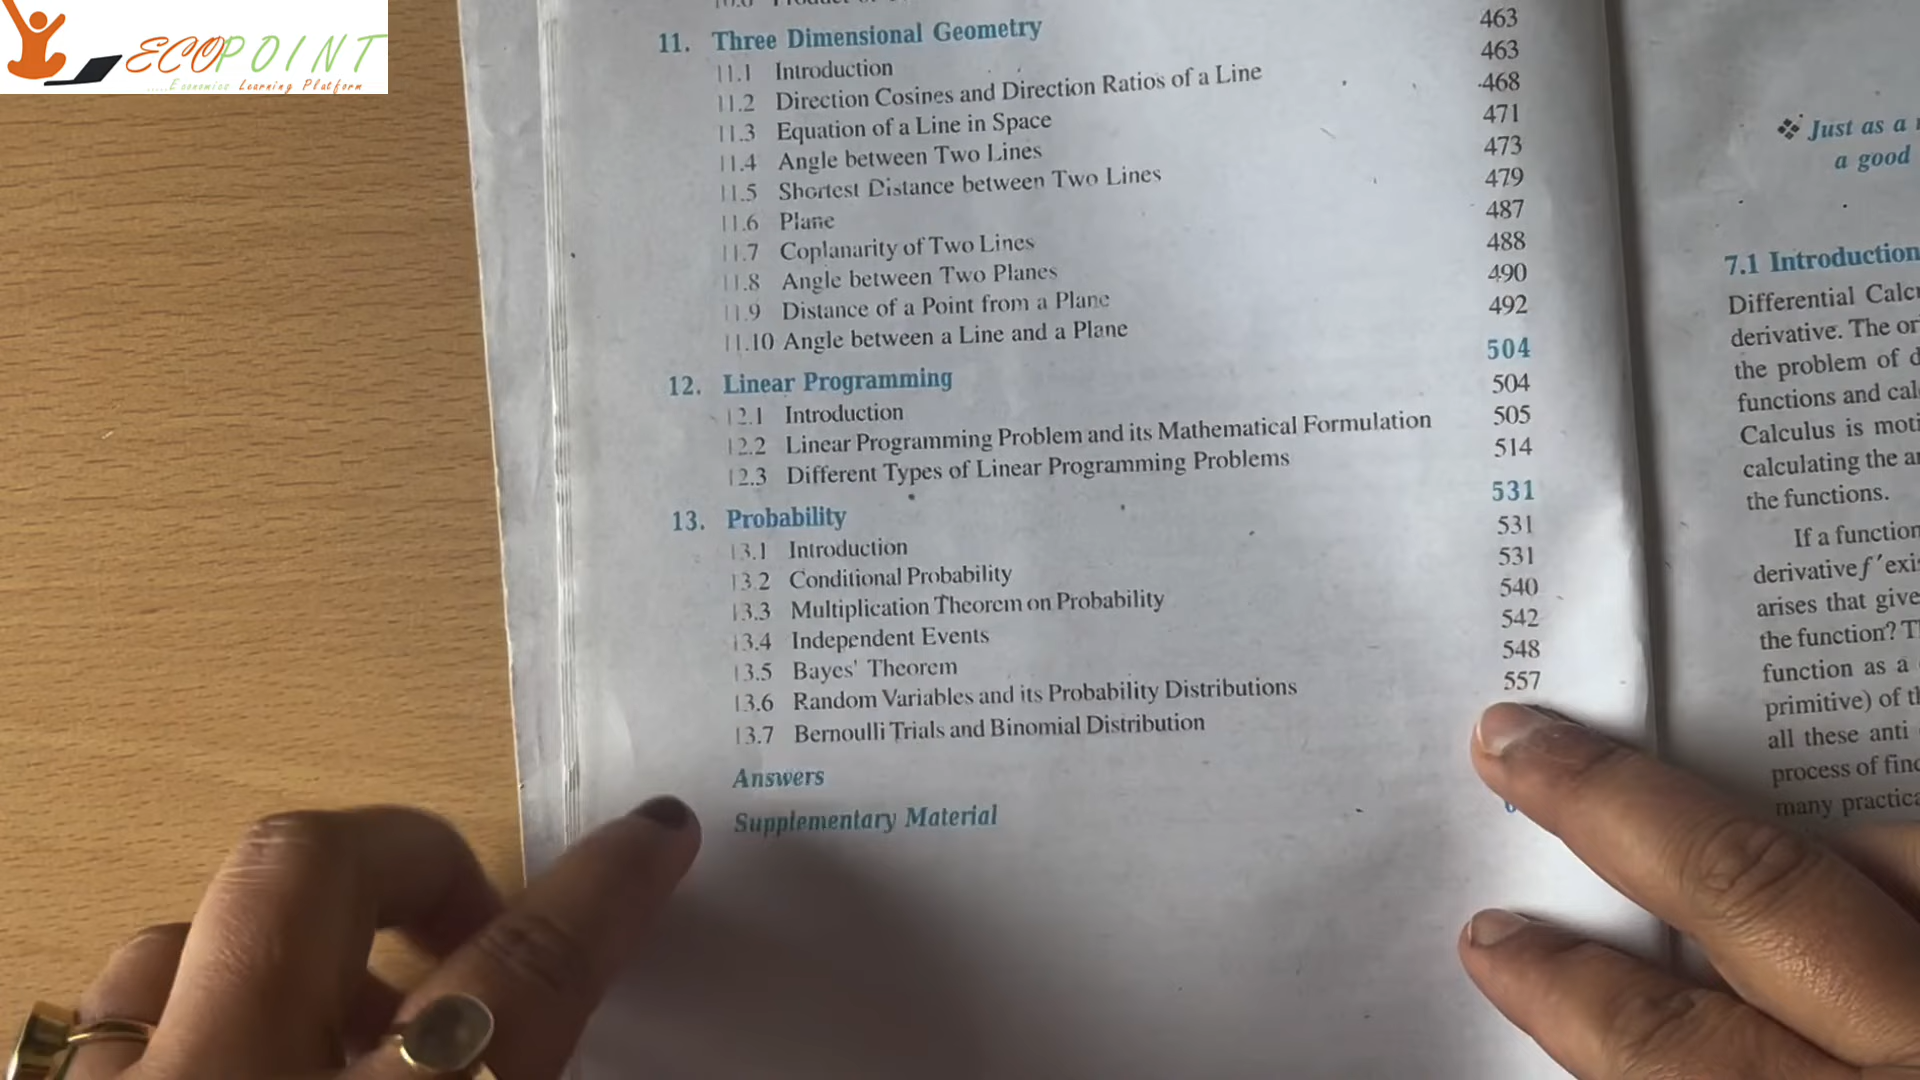 ECOPOINT
.....Economics Learning Platform
11. Three Dimensional Geometry
11.1 Introduction 463
11.2 Direction Cosines and Direction Ratios of a Line 463
11.3 Equation of a Line in Space 468
11.4 Angle between Two Lines 471
11.5 Shortest Distance between Two Lines 473
11.6 Plane 479
11.7 Coplanarity of Two Lines 487
11.8 Angle between Two Planes 488
11.9 Distance of a Point from a Plane 490
11.10 Angle between a Line and a Plane 492
12. Linear Programming 504
12.1 Introduction 504
12.2 Linear Programming Problem and its Mathematical Formulation 505
12.3 Different Types of Linear Programming Problems 514
13. Probability 531
13.1 Introduction 531
13.2 Conditional Probability 531
13.3 Multiplication Theorem on Probability 540
13.4 Independent Events 542
13.5 Bayes' Theorem 548
13.6 Random Variables and its Probability Distributions 557
13.7 Bernoulli Trials and Binomial Distribution
Answers
Supplementary Material
❖ Just as a
a good
7.1 Introduction
Differential
derivative. The
the problem of
functions and
Calculus is
calculating the
the functions.
If a function
derivative f ′
arises that
the function?
function as a
primitive) of
all these anti
process of
many